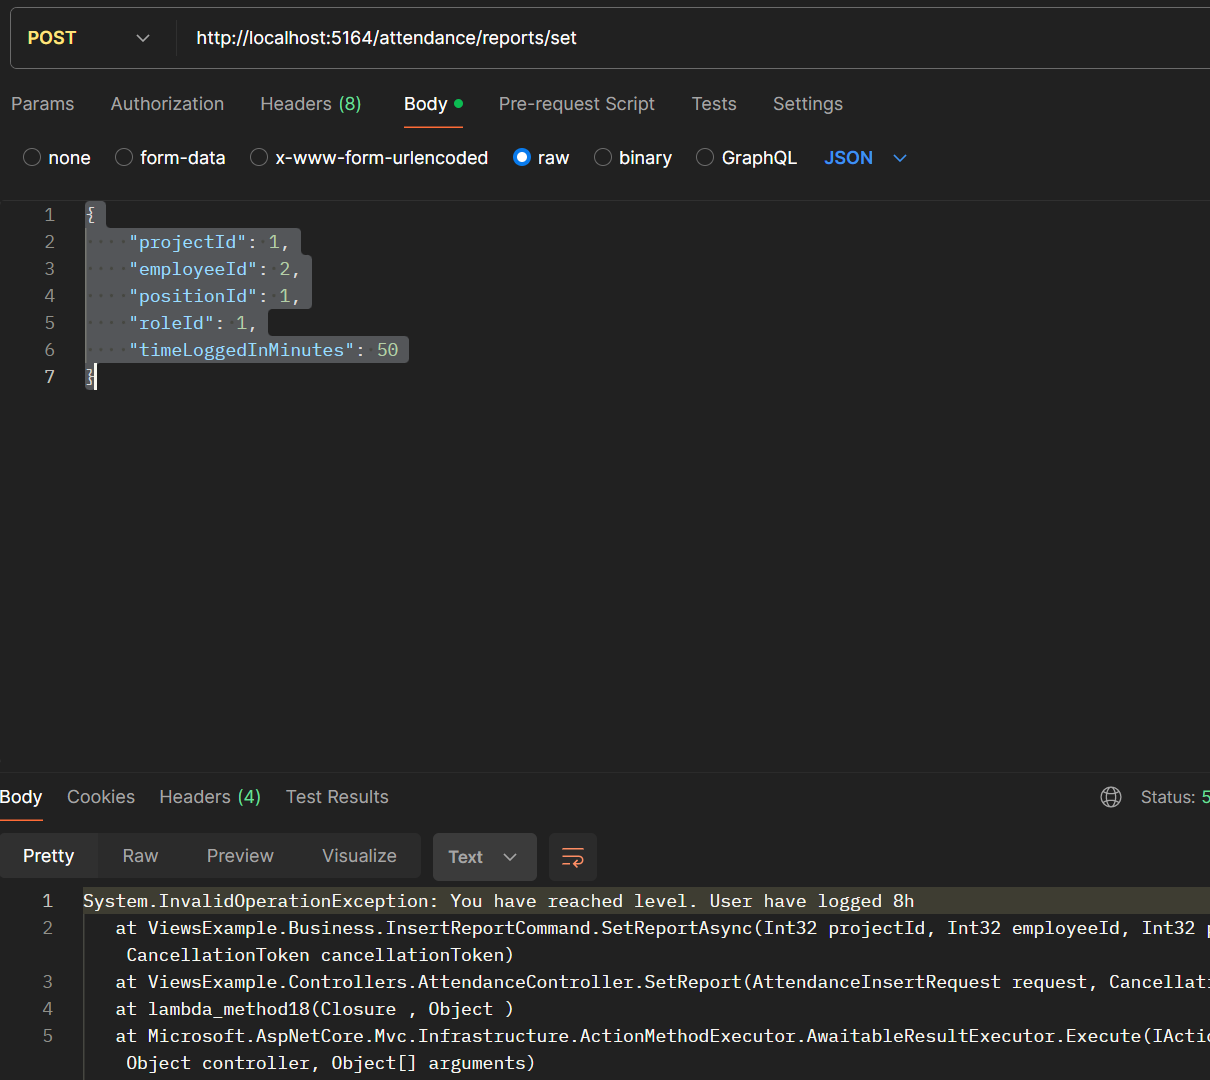 POST http://localhost:5164/attendance/reports/set
Params Authorization Headers (8) Body Pre-request Script Tests Settings
none form-data x-www-form-urlencoded raw binary GraphQL JSON
1 {
2 "projectId": 1,
3 "employeeId": 2,
4 "positionId": 1,
5 "roleId": 1,
6 "timeLoggedInMinutes": 50
7 }
Body Cookies Headers (4) Test Results Status: 5
Pretty Raw Preview Visualize Text
1 System.InvalidOperationException: You have reached level. User have logged 8h
2 at ViewsExample.Business.InsertReportCommand.SetReportAsync(Int32 projectId, Int32 employeeId, Int32 p
CancellationToken cancellationToken)
3 at ViewsExample.Controllers.AttendanceController.SetReport(AttendanceInsertRequest request, Cancellati
4 at lambda_method18(Closure , Object )
5 at Microsoft.AspNetCore.Mvc.Infrastructure.ActionMethodExecutor.AwaitableResultExecutor.Execute(IActio
Object controller, Object[] arguments)